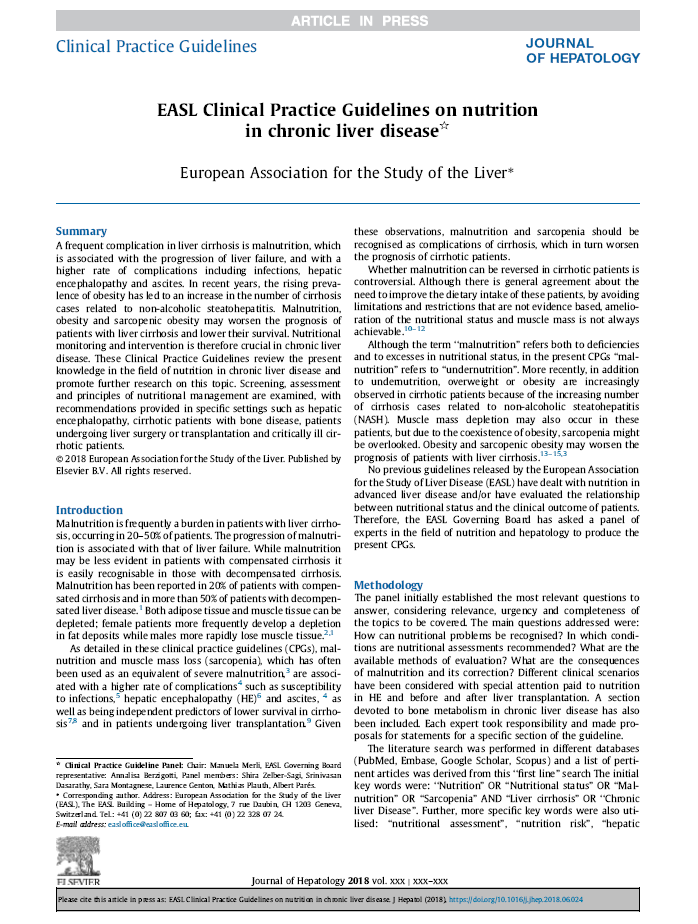 ARTICLE IN PRESS
Clinical Practice Guidelines
JOURNAL
OF HEPATOLOGY
EASL Clinical Practice Guidelines on nutrition
in chronic liver disease☆
European Association for the Study of the Liver*
Summary
A frequent complication in liver cirrhosis is malnutrition, which
is associated with the progression of liver failure, and with a
higher rate of complications including infections, hepatic
encephalopathy and ascites. In recent years, the rising preva-
lence of obesity has led to an increase in the number of cirrhosis
cases related to non-alcoholic steatohepatitis. Malnutrition,
obesity and sarcopenic obesity may worsen the prognosis of
patients with liver cirrhosis and lower their survival. Nutritional
monitoring and intervention is therefore crucial in chronic liver
disease. These Clinical Practice Guidelines review the present
knowledge in the field of nutrition in chronic liver disease and
promote further research on this topic. Screening, assessment
and principles of nutritional management are examined, with
recommendations provided in specific settings such as hepatic
encephalopathy, cirrhotic patients with bone disease, patients
undergoing liver surgery or transplantation and critically ill cir-
rhotic patients.
© 2018 European Association for the Study of the Liver. Published by
Elsevier B.V. All rights reserved.
Introduction
Malnutrition is frequently a burden in patients with liver cirrho-
sis, occurring in 20–50% of patients. The progression of malnutri-
tion is associated with that of liver failure. While malnutrition
may be less evident in patients with compensated cirrhosis it
is easily recognisable in those with decompensated cirrhosis.
Malnutrition has been reported in 20% of patients with compen-
sated cirrhosis and in more than 50% of patients with decompen-
sated liver disease.1 Both adipose tissue and muscle tissue can be
depleted; female patients more frequently develop a depletion
in fat deposits while males more rapidly lose muscle tissue.2,1
As detailed in these clinical practice guidelines (CPGs), mal-
nutrition and muscle mass loss (sarcopenia), which has often
been used as an equivalent of severe malnutrition,3 are associ-
ated with a higher rate of complications4 such as susceptibility
to infections,5 hepatic encephalopathy (HE)6 and ascites, 4 as
well as being independent predictors of lower survival in cirrho-
sis7,8 and in patients undergoing liver transplantation.9 Given
these observations, malnutrition and sarcopenia should be
recognised as complications of cirrhosis, which in turn worsen
the prognosis of cirrhotic patients.
Whether malnutrition can be reversed in cirrhotic patients is
controversial. Although there is general agreement about the
need to improve the dietary intake of these patients, by avoiding
limitations and restrictions that are not evidence based, amelio-
ration of the nutritional status and muscle mass is not always
achievable.10–12
Although the term “malnutrition” refers both to deficiencies
and to excesses in nutritional status, in the present CPGs “mal-
nutrition” refers to “undernutrition”. More recently, in addition
to undernutrition, overweight or obesity are increasingly
observed in cirrhotic patients because of the increasing number
of cirrhosis cases related to non-alcoholic steatohepatitis
(NASH). Muscle mass depletion may also occur in these
patients, but due to the coexistence of obesity, sarcopenia might
be overlooked. Obesity and sarcopenic obesity may worsen the
prognosis of patients with liver cirrhosis.13–15,3
No previous guidelines released by the European Association
for the Study of Liver Disease (EASL) have dealt with nutrition in
advanced liver disease and/or have evaluated the relationship
between nutritional status and the clinical outcome of patients.
Therefore, the EASL Governing Board has asked a panel of
experts in the field of nutrition and hepatology to produce the
present CPGs.
Methodology
The panel initially established the most relevant questions to
answer, considering relevance, urgency and completeness of
the topics to be covered. The main questions addressed were:
How can nutritional problems be recognised? In which condi-
tions are nutritional assessments recommended? What are the
available methods of evaluation? What are the consequences
of malnutrition and its correction? Different clinical scenarios
have been considered with special attention paid to nutrition
in HE and before and after liver transplantation. A section
devoted to bone metabolism in chronic liver disease has also
been included. Each expert took responsibility and made pro-
posals for statements for a specific section of the guideline.
The literature search was performed in different databases
(PubMed, Embase, Google Scholar, Scopus) and a list of perti-
nent articles was derived from this “first line” search The initial
key words were: “Nutrition” OR “Nutritional status” OR “Mal-
nutrition” OR “Sarcopenia” AND “Liver cirrhosis” OR “Chronic
liver Disease”. Further, more specific key words were also uti-
lised: “nutritional assessment”, “nutrition risk”, “hepatic
☆ Clinical Practice Guideline Panel: Chair: Manuela Merli, EASL Governing Board
representative: Annalisa Berzigotti, Panel members: Shira Zelber-Sagi, Srinivasan
Dasarathy, Sara Montagnese, Laurence Genton, Mathias Plauth, Albert Parés.
* Corresponding author. Address: European Association for the Study of the Liver
(EASL), The EASL Building – Home of Hepatology, 7 rue Daubin, CH 1203 Geneva,
Switzerland. Tel.: +41 (0) 22 807 03 60; fax: +41 (0) 22 328 07 24.
E-mail address: easloffice@easloffice.eu.
ELSEVIER
Journal of Hepatology 2018 vol. xxx | xxx–xxx
Please cite this article in press as: EASL Clinical Practice Guidelines on nutrition in chronic liver disease. J Hepatol (2018), https://doi.org/10.1016/j.jhep.2018.06.024